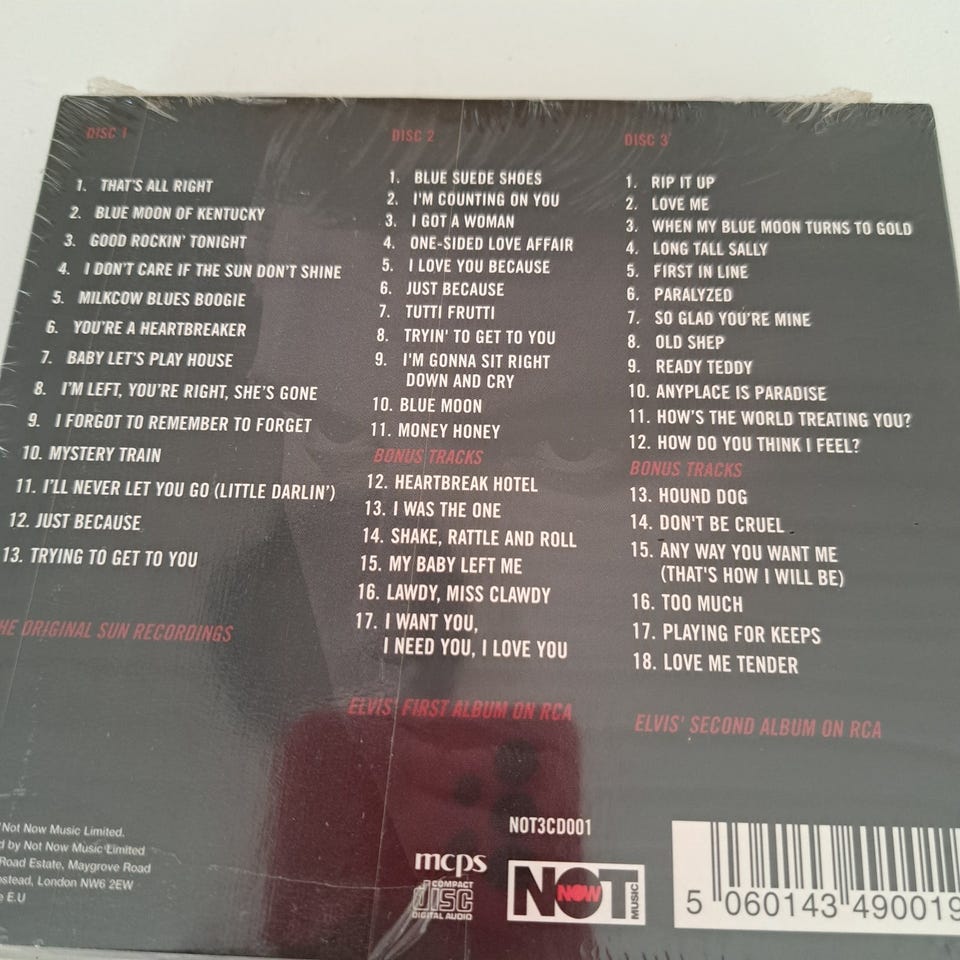 DISC 1
1. THAT'S ALL RIGHT
2. BLUE MOON OF KENTUCKY
3. GOOD ROCKIN' TONIGHT
4. I DON'T CARE IF THE SUN DON'T SHINE
5. MILKCOW BLUES BOOGIE
6. YOU'RE A HEARTBREAKER
7. BABY LET'S PLAY HOUSE
8. I'M LEFT, YOU'RE RIGHT, SHE'S GONE
9. I FORGOT TO REMEMBER TO FORGET
10. MYSTERY TRAIN
11. I'LL NEVER LET YOU GO (LITTLE DARLIN')
12. JUST BECAUSE
13. TRYING TO GET TO YOU
HE ORIGINAL SUN RECORDINGS
DISC 2
1. BLUE SUEDE SHOES
2. I'M COUNTING ON YOU
3. I GOT A WOMAN
4. ONE-SIDED LOVE AFFAIR
5. I LOVE YOU BECAUSE
6. JUST BECAUSE
7. TUTTI FRUTTI
8. TRYIN' TO GET TO YOU
9. I'M GONNA SIT RIGHT
DOWN AND CRY
10. BLUE MOON
11. MONEY HONEY
BONUS TRACKS
12. HEARTBREAK HOTEL
13. I WAS THE ONE
14. SHAKE, RATTLE AND ROLL
15. MY BABY LEFT ME
16. LAWDY, MISS CLAWDY
17. I WANT YOU,
I NEED YOU, I LOVE YOU
ELVIS' FIRST ALBUM ON RCA
DISC 3
1. RIP IT UP
2. LOVE ME
3. WHEN MY BLUE MOON TURNS TO GOLD
4. LONG TALL SALLY
5. FIRST IN LINE
6. PARALYZED
7. SO GLAD YOU'RE MINE
8. OLD SHEP
9. READY TEDDY
10. ANYPLACE IS PARADISE
11. HOW'S THE WORLD TREATING YOU?
12. HOW DO YOU THINK I FEEL?
BONUS TRACKS
13. HOUND DOG
14. DON'T BE CRUEL
15. ANY WAY YOU WANT ME
(THAT'S HOW I WILL BE)
16. TOO MUCH
17. PLAYING FOR KEEPS
18. LOVE ME TENDER
ELVIS' SECOND ALBUM ON RCA
Not Now Music Limited.
d by Not Now Music Limited
Road Estate, Maygrove Road
pstead, London NW6 2EW
E.U
NOT3CD001
mcps
COMPACT
DISC
DIGITAL AUDIO
NOT NOW MUSIC
5 060143 490019